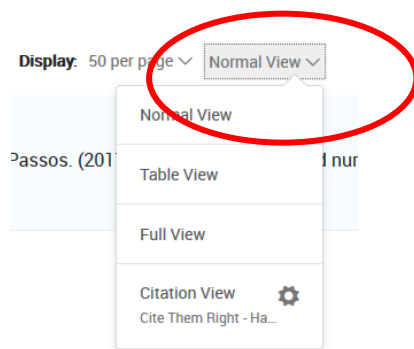 Display: 50 per page Normal View
Normal View
Passos. (201
d nur
Table View
Full View
Citation View
Cite Them Right - Ha...